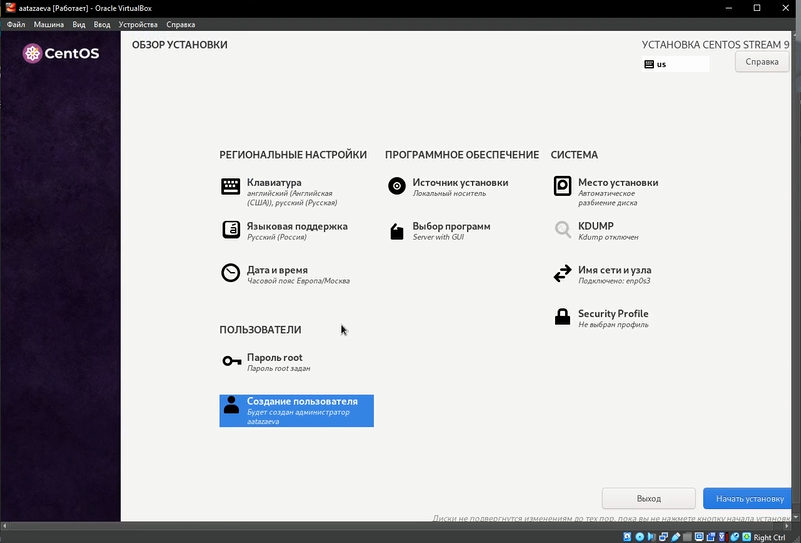 aatazaeva [Работает] - Oracle VirtualBox
Файл Машина Вид Ввод Устройства Справка
CentOS
ОБЗОР УСТАНОВКИ
УСТАНОВКА CENTOS STREAM 9
us
Справка
РЕГИОНАЛЬНЫЕ НАСТРОЙКИ
Клавиатура
английский (Английская
(США)), русский (Русская)
Языковая поддержка
Русский (Россия)
Дата и время
Часовой пояс Европа/Москва
ПРОГРАММНОЕ ОБЕСПЕЧЕНИЕ
Источник установки
Локальный носитель
Выбор программ
Server with GUI
СИСТЕМА
Место установки
Автоматическое
разбиение диска
KDUMP
Kdump отключен
Имя сети и узла
Подключено: enp0s3
Security Profile
Не выбран профиль
ПОЛЬЗОВАТЕЛИ
Пароль root
Пароль root задан
Создание пользователя
Будет создан администратор
aatazaeva
Выход
Начать установку
Диски не подвергнутся изменениям до тех пор, пока вы не нажмете кнопку начала установк
Right Ctrl